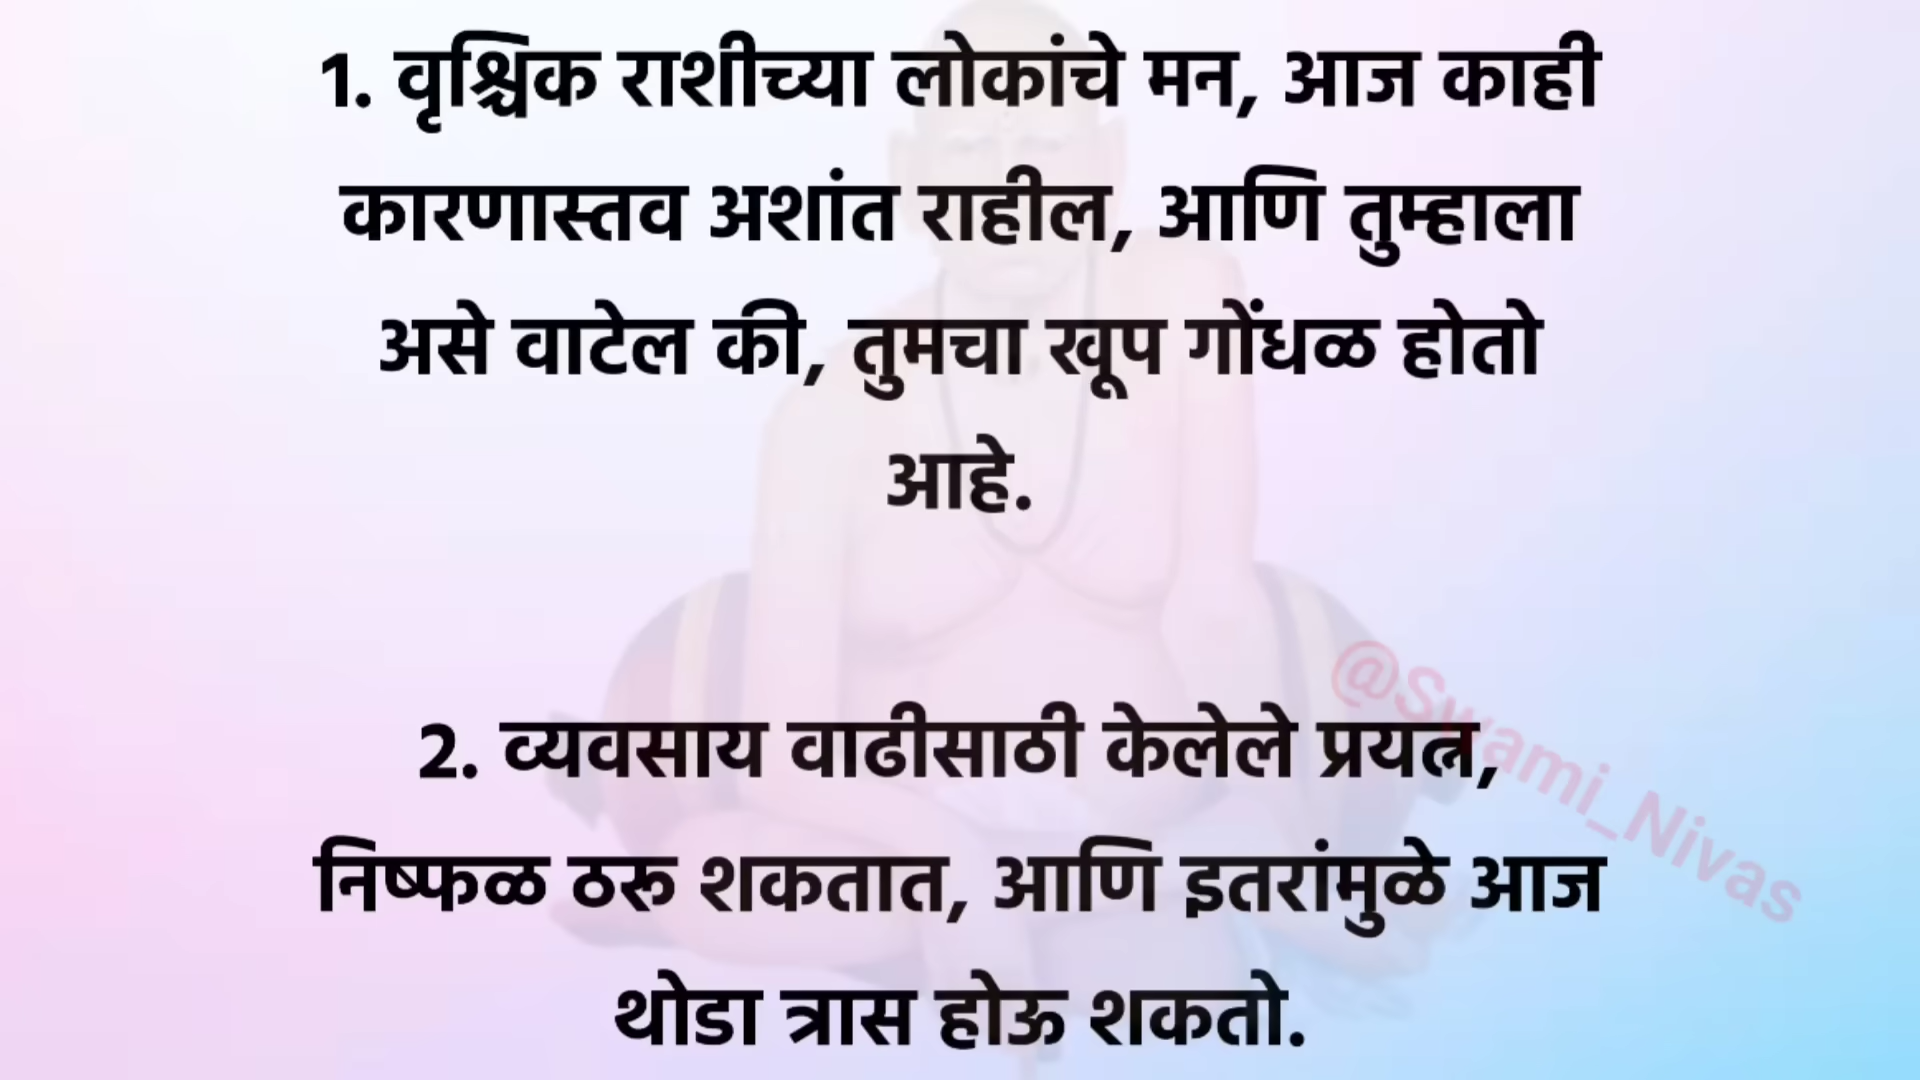 1. वृश्चिक राशीच्या लोकांचे मन, आज काही
कारणास्तव अशांत राहील, आणि तुम्हाला
असे वाटेल की, तुमचा खूप गोंधळ होतो
आहे.
2. व्यवसाय वाढीसाठी केलेले प्रयत्न,
निष्फळ ठरू शकतात, आणि इतरांमुळे आज
थोडा त्रास होऊ शकतो.
@Swami_Nivas